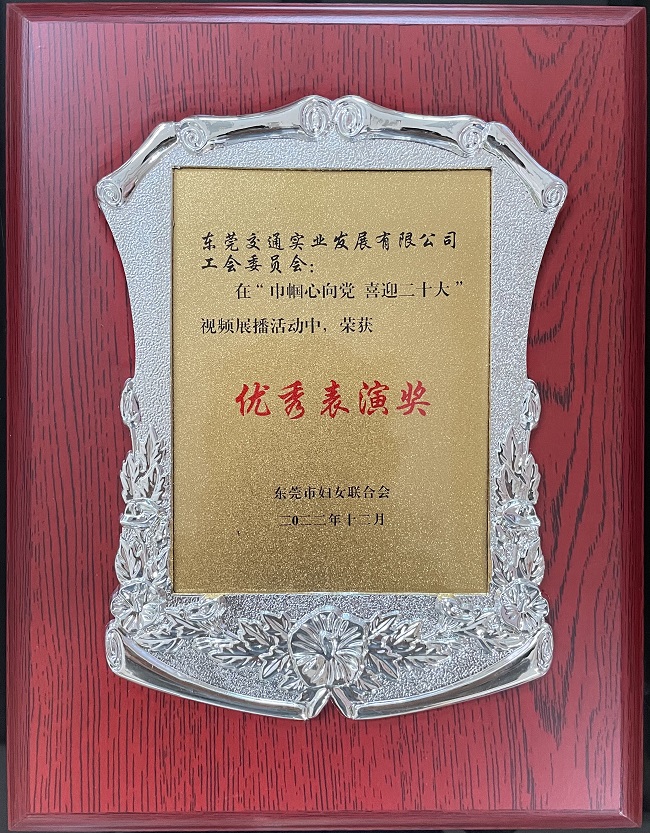 东莞交通实业发展有限公司
工会委员会：
在“巾帼心向党 喜迎二十大”
视频展播活动中，荣获
优秀表演奖
东莞市妇女联合会
二0二二年十二月